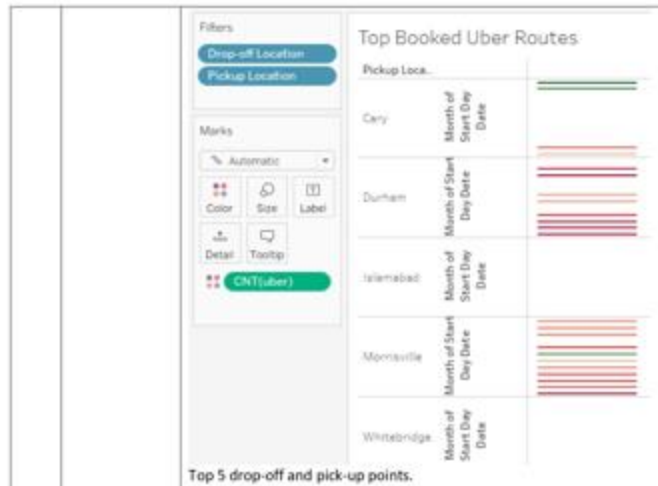 Filters
Drop-off Location
Pickup Location
Marks
Automatic
Color
Size
Label
Detail
Tooltip
CNT(uber)
Top Booked Uber Routes
Pickup Loca..
Cary
Month of
Start Day
Date
Durham
Month of Start
Day Date
Islamabad
Month of
Start Day
Date
Morrisville
Month of Start
Day Date
Whitebridge
Month of
Start Day
Date
Top 5 drop-off and pick-up points.